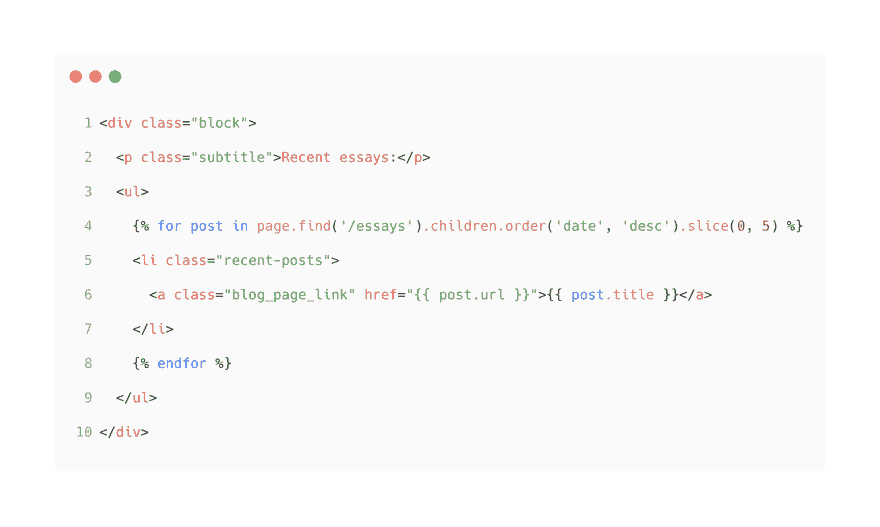 1 <div class="block">
2 <p class="subtitle">Recent essays:</p>
3 <ul>
4 {% for post in page.find('/essays').children.order('date', 'desc').slice(0, 5) %}
5 <li class="recent-posts">
6 <a class="blog_page_link" href="{{ post.url }}">{{ post.title }}</a>
7 </li>
8 {% endfor %}
9 </ul>
10 </div>